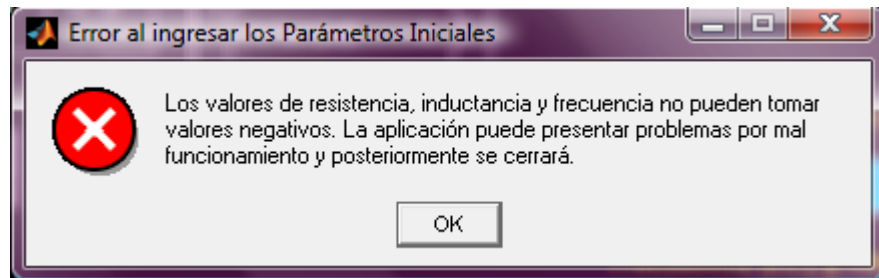 Error al ingresar los Parámetros Iniciales
Los valores de resistencia, inductancia y frecuencia no pueden tomar
valores negativos. La aplicación puede presentar problemas por mal
funcionamiento y posteriormente se cerrará.
OK